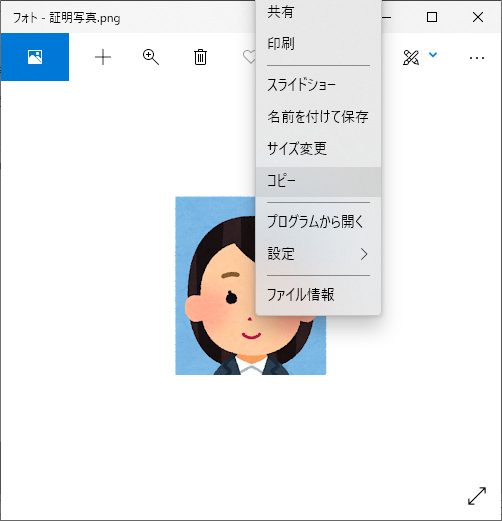 フォト - 証明写真.png
共有
印刷
スライドショー
名前を付けて保存
サイズ変更
コピー
プログラムから開く
設定
ファイル情報